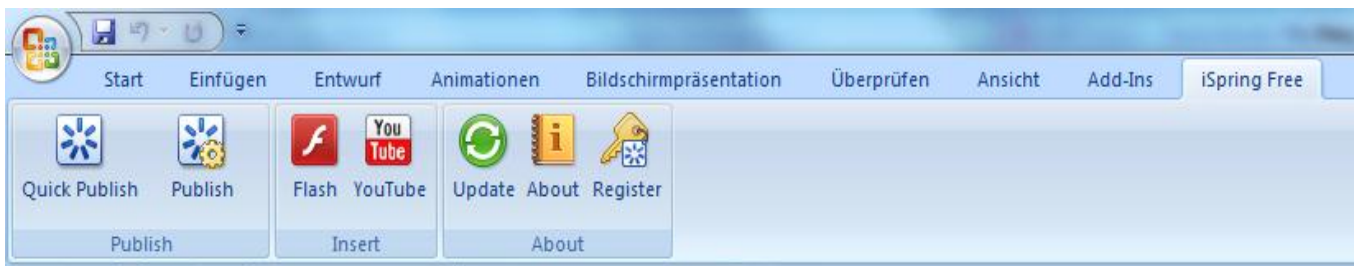 Start Einfügen Entwurf Animationen Bildschirmpräsentation Überprüfen Ansicht Add-Ins iSpring Free
You
Tube
Quick Publish Publish Flash YouTube Update About Register
Publish Insert About